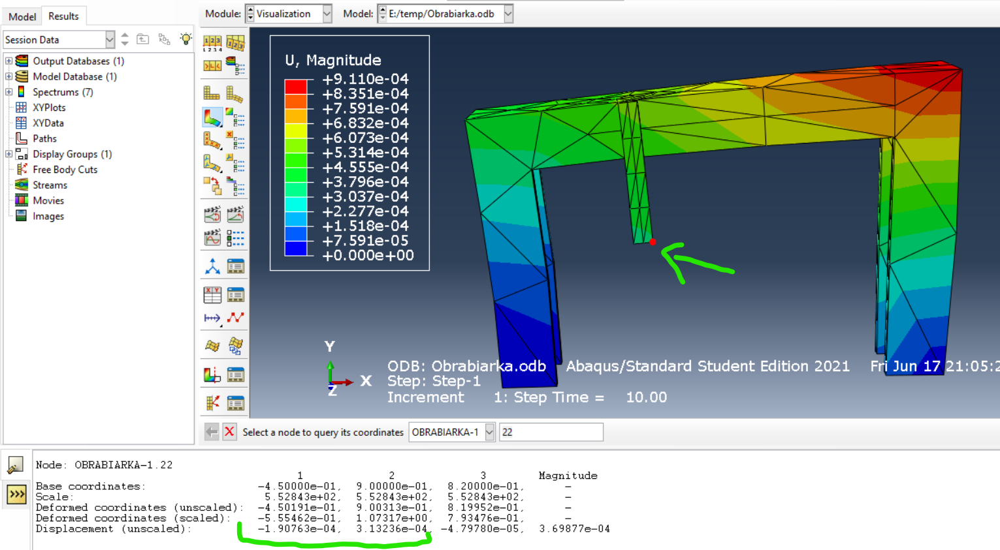 Model Results
Module: Visualization Model: E:/temp/Obrabiarka.odb
Session Data
Output Databases (1)
Model Database (1)
Spectrums (7)
XYPlots
XYData
Paths
Display Groups (1)
Free Body Cuts
Streams
Movies
Images
U, Magnitude
+9.110e-04
+8.351e-04
+7.591e-04
+6.832e-04
+6.073e-04
+5.314e-04
+4.555e-04
+3.796e-04
+3.037e-04
+2.277e-04
+1.518e-04
+7.591e-05
+0.000e+00
Y
X
Z
ODB: Obrabiarka.odb Abaqus/Standard Student Edition 2021 Fri Jun 17 21:05:2
Step: Step-1
Increment 1: Step Time = 10.00
Select a node to query its coordinates OBRABIARKA-1 22
Node: OBRABIARKA-1.22
1 2 3 Magnitude
Base coordinates: -4.50000e-01, 9.00000e-01, 8.20000e-01, -
Scale: 5.52843e+02, 5.52843e+02, 5.52843e+02, -
Deformed coordinates (unscaled): -4.50191e-01, 9.00313e-01, 8.19952e-01, -
Deformed coordinates (scaled): -5.55462e-01, 1.07317e+00, 7.93476e-01, -
Displacement (unscaled): -1.90763e-04, 3.13236e-04, -4.79780e-05, 3.69877e-04